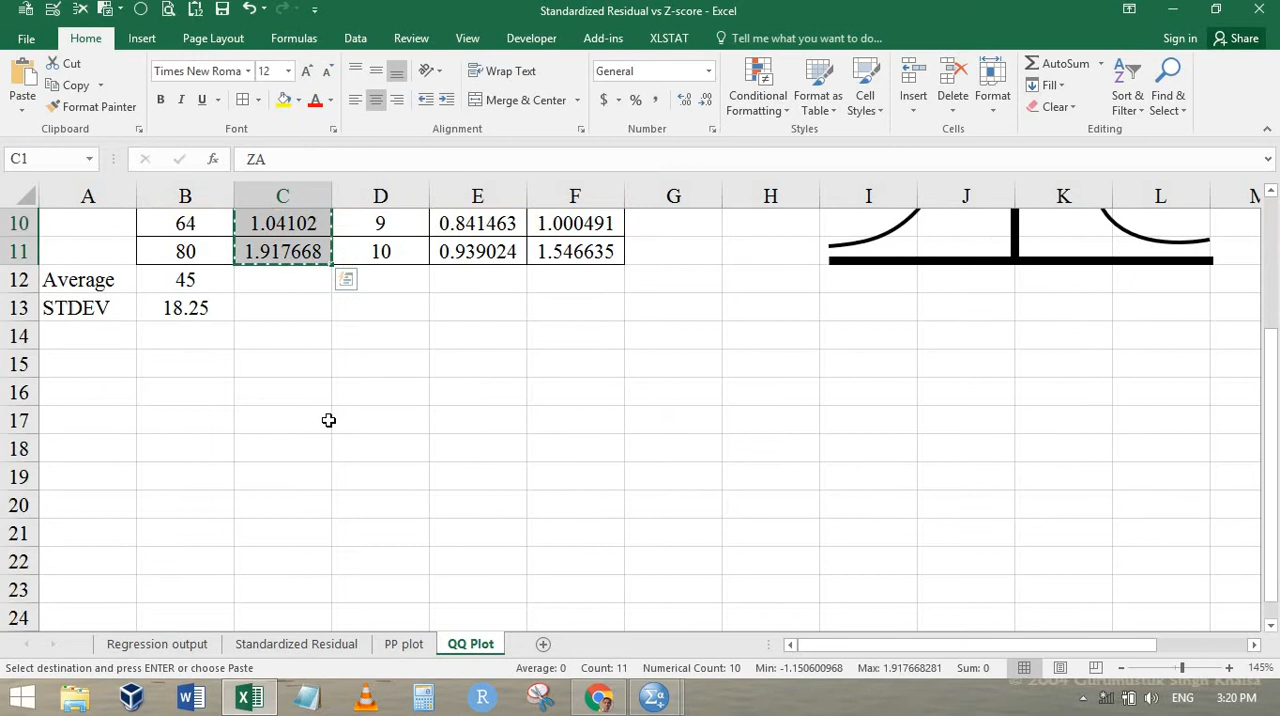 Standardized Residual vs Z-score - Excel
File Home Insert Page Layout Formulas Data Review View Developer Add-ins XLSTAT Tell me what you want to do... Sign in Share
Paste Cut Copy Format Painter
Times New Roma 12
B I U A A A
Wrap Text
Merge & Center
General
$ % ,
Conditional Formatting
Format as Table
Cell Styles
Insert Delete Format
AutoSum Fill Clear
Sort & Filter
Find & Select
Clipboard Font Alignment Number Styles Cells Editing
C1 fx ZA
A B C D E F G H I J K L
10 64 1.04102 9 0.841463 1.000491
11 80 1.917668 10 0.939024 1.546635
12 Average 45
13 STDEV 18.25
14
15
16
17
18
19
20
21
22
23
24
Regression output Standardized Residual PP plot QQ Plot
Select destination and press ENTER or choose Paste Average: 0 Count: 11 Numerical Count: 10 Min: -1.150600968 Max: 1.917668281 Sum: 0 145%
© 2004 Gurumustuk Singh Khalsa
R Σα ENG 3:20 PM